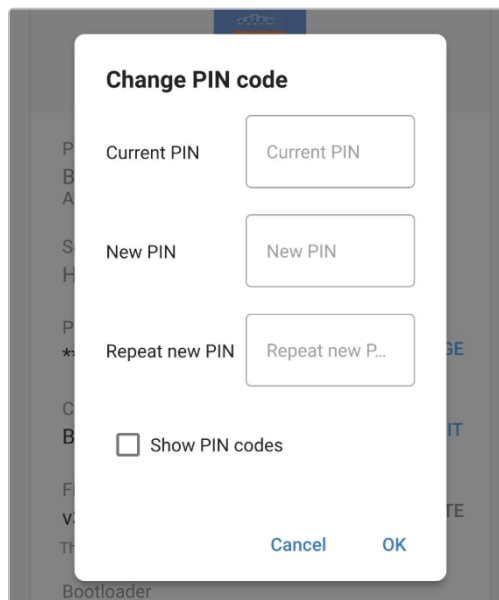 Change PIN code
Current PIN Current PIN
New PIN New PIN
Repeat new PIN Repeat new P...
Show PIN codes
Cancel OK
Bootloader